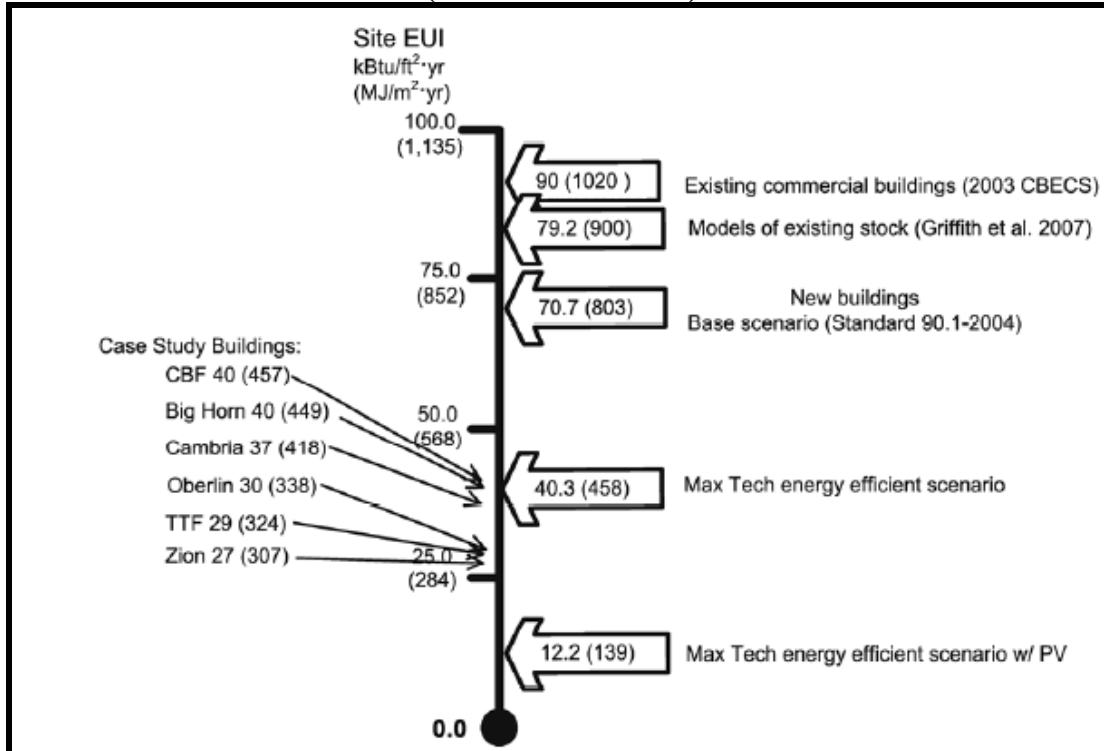 Site EUI
kBtu/ft²·yr
(MJ/m²·yr)
100.0
(1,135)
90 (1020 )
Existing commercial buildings (2003 CBECS)
79.2 (900)
Models of existing stock (Griffith et al. 2007)
75.0
(852)
70.7 (803)
New buildings
Base scenario (Standard 90.1-2004)
Case Study Buildings:
CBF 40 (457)
Big Horn 40 (449)
Cambria 37 (418)
Oberlin 30 (338)
TTF 29 (324)
Zion 27 (307)
50.0
(568)
40.3 (458)
Max Tech energy efficient scenario
25.0
(284)
12.2 (139)
Max Tech energy efficient scenario w/ PV
0.0